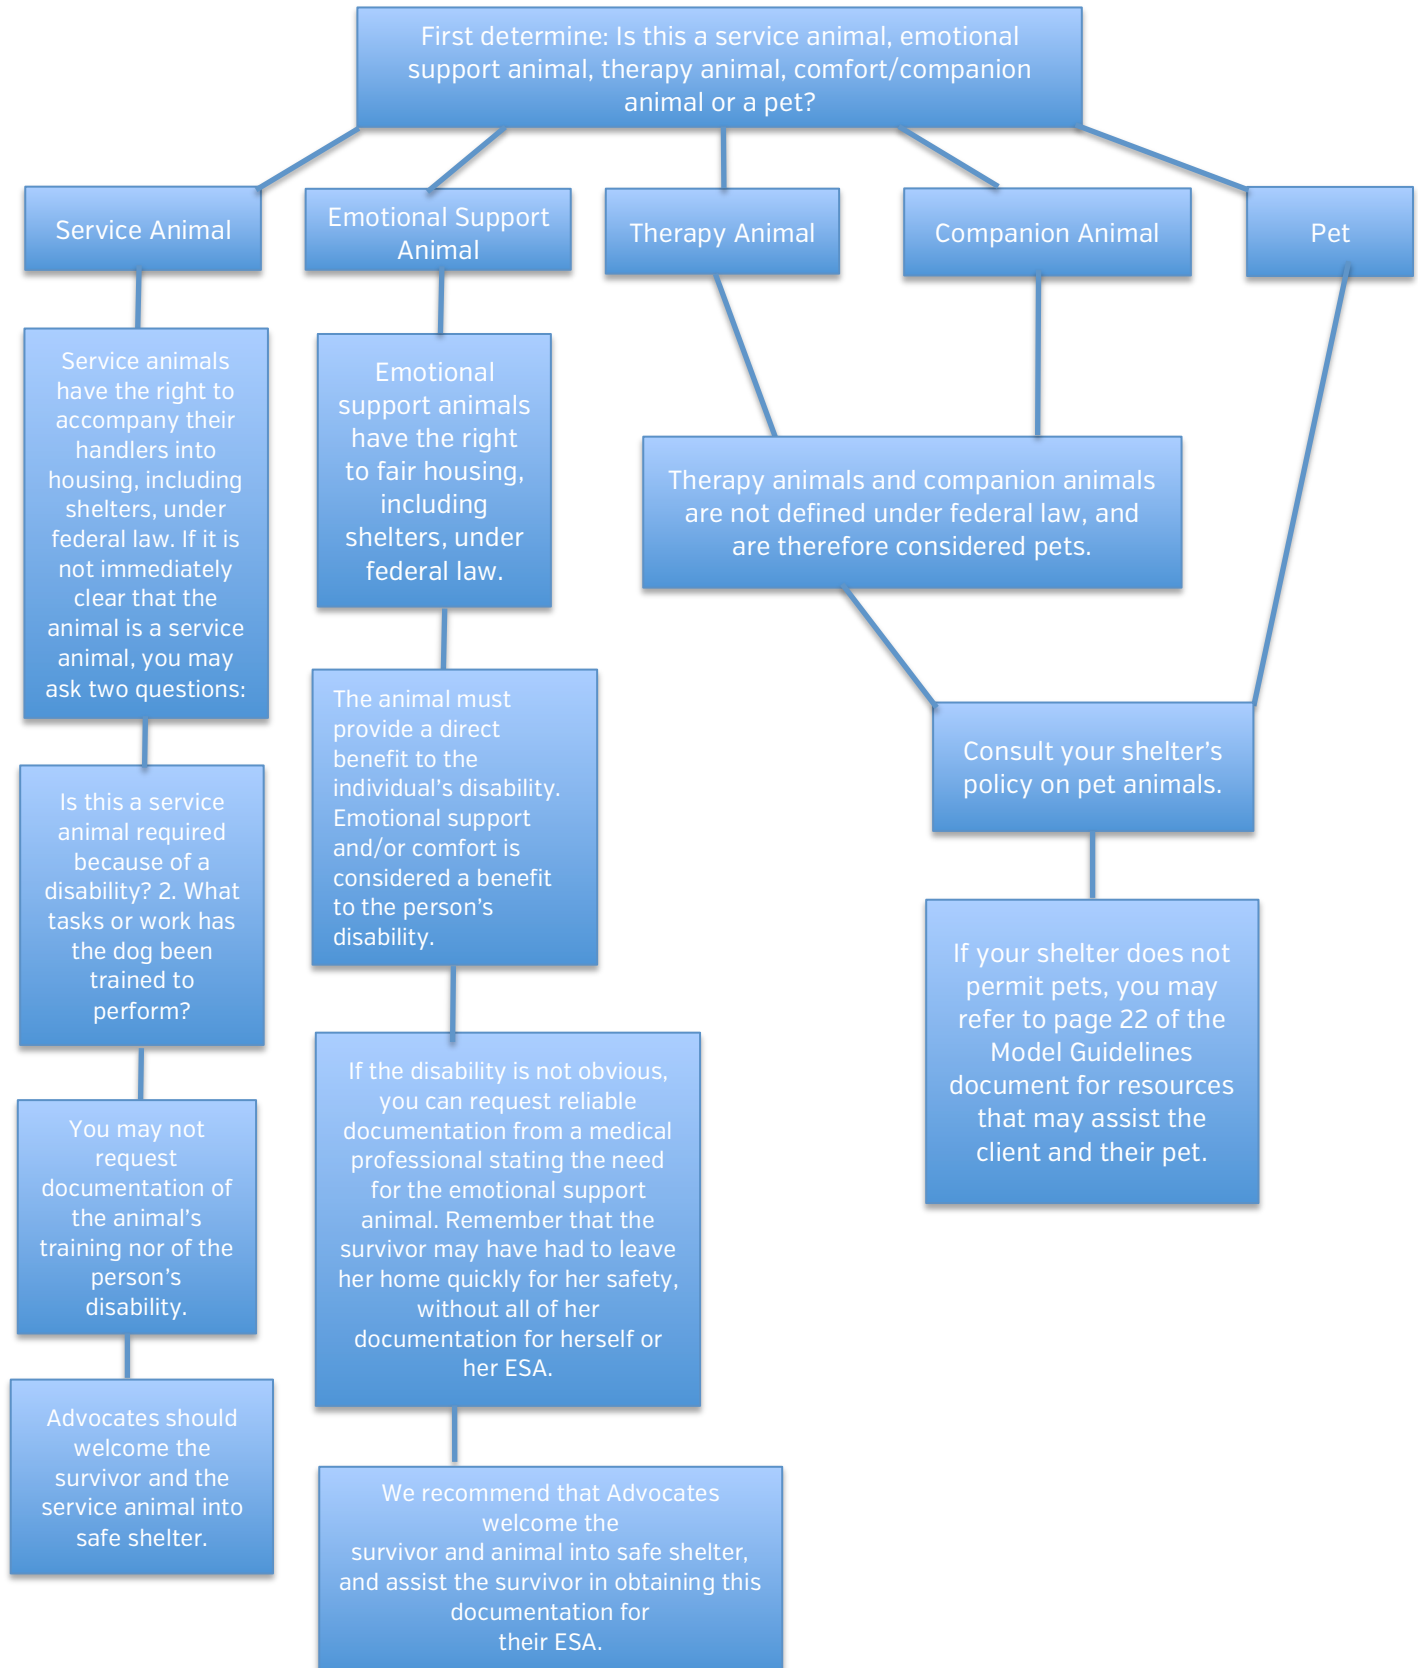 First determine: Is this a service animal, emotional
support animal, therapy animal, comfort/companion
animal or a pet?
Service Animal
Emotional Support
Animal
Therapy Animal
Companion Animal
Pet
Service animals
have the right to
accompany their
handlers into
housing, including
shelters, under
federal law. If it is
not immediately
clear that the
animal is a service
animal, you may
ask two questions:
Is this a service
animal required
because of a
disability? 2. What
tasks or work has
the dog been
trained to
perform?
You may not
request
documentation of
the animal’s
training nor of the
person’s
disability.
Advocates should
welcome the
survivor and the
service animal into
safe shelter.
Emotional
support animals
have the right
to fair housing,
including
shelters, under
federal law.
The animal must
provide a direct
benefit to the
individual’s disability.
Emotional support
and/or comfort is
considered a benefit
to the person’s
disability.
If the disability is not obvious,
you can request reliable
documentation from a medical
professional stating the need
for the emotional support
animal. Remember that the
survivor may have had to leave
her home quickly for her safety,
without all of her
documentation for herself or
her ESA.
We recommend that Advocates
welcome the
survivor and animal into safe shelter,
and assist the survivor in obtaining this
documentation for
their ESA.
Therapy animals and companion animals
are not defined under federal law, and
are therefore considered pets.
Consult your shelter’s
policy on pet animals.
If your shelter does not
permit pets, you may
refer to page 22 of the
Model Guidelines
document for resources
that may assist the
client and their pet.